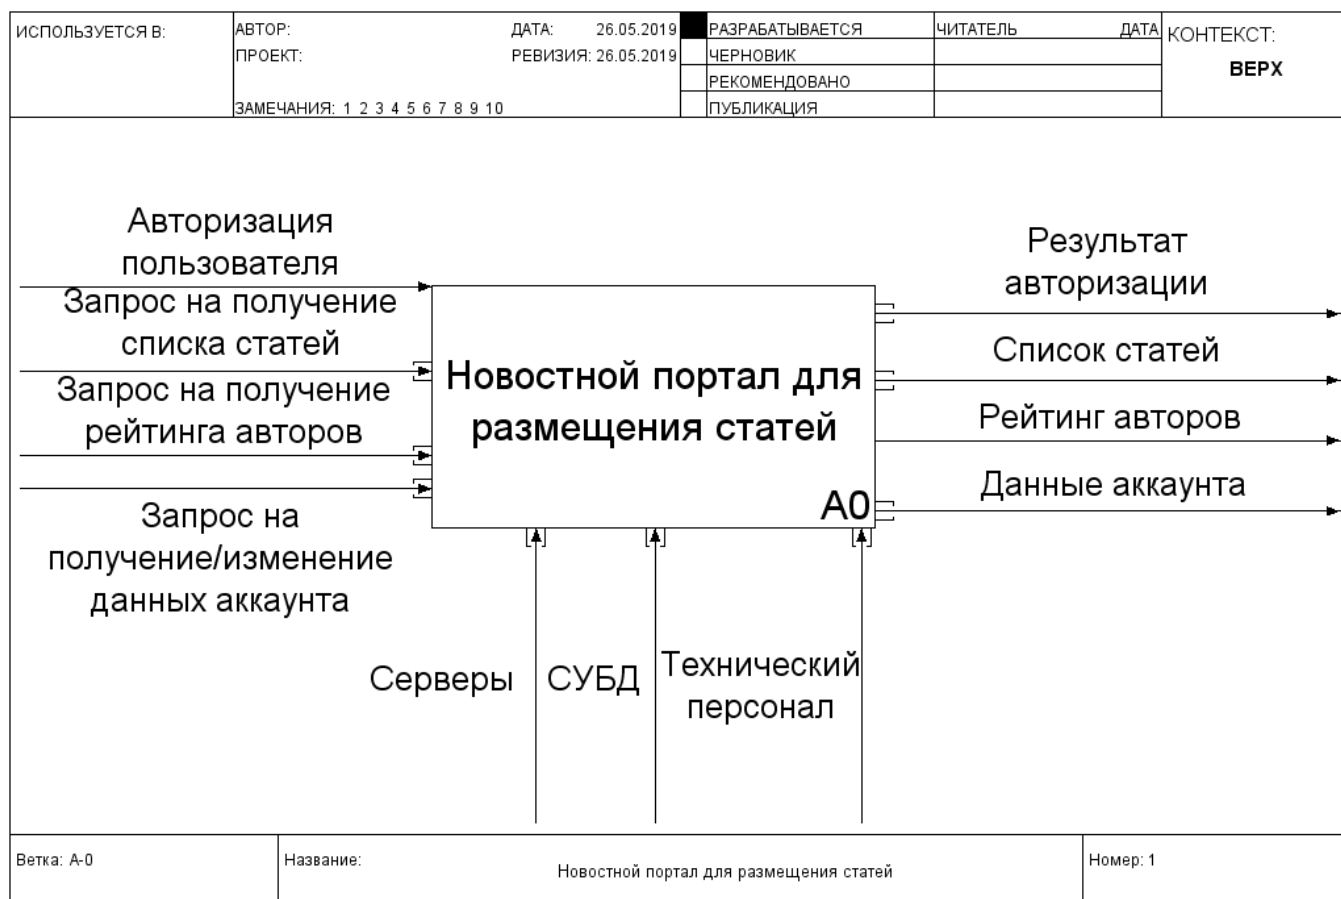 ИСПОЛЬЗУЕТСЯ В:
АВТОР:
ДАТА: 26.05.2019
ПРОЕКТ:
РЕВИЗИЯ: 26.05.2019
ЗАМЕЧАНИЯ: 1 2 3 4 5 6 7 8 9 10
РАЗРАБАТЫВАЕТСЯ
ЧЕРНОВИК
РЕКОМЕНДОВАНО
ПУБЛИКАЦИЯ
ЧИТАТЕЛЬ
ДАТА
КОНТЕКСТ:
ВЕРХ
Авторизация
пользователя
Запрос на получение
списка статей
Запрос на получение
рейтинга авторов
Запрос на
получение/изменение
данных аккаунта
Новостной портал для
размещения статей
A0
Результат
авторизации
Список статей
Рейтинг авторов
Данные аккаунта
Серверы
СУБД
Технический
персонал
Ветка: A-0
Название:
Новостной портал для размещения статей
Номер: 1